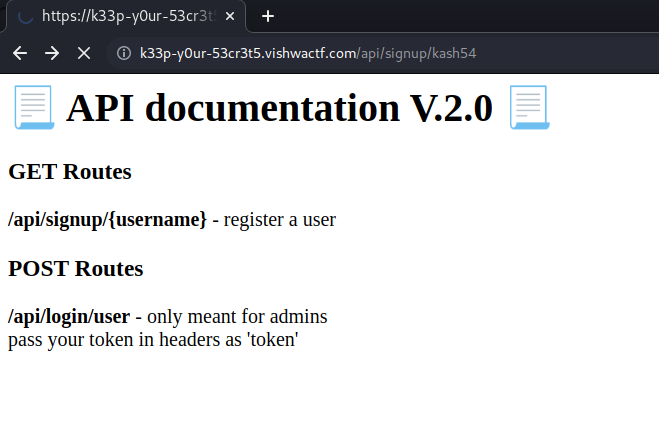 https://k33p-y0ur-53cr3t5
k33p-y0ur-53cr3t5.vishwactf.com/api/signup/kash54
API documentation V.2.0
GET Routes
/api/signup/{username} - register a user
POST Routes
/api/login/user - only meant for admins
pass your token in headers as 'token'